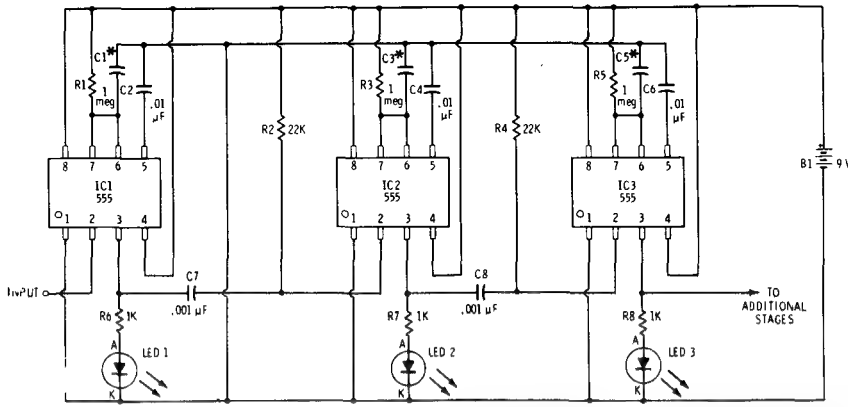 C1*
C2
R1
1
meg
.01
µF
R2
22K
C3*
R3
1
meg
C4
.01
µF
R4
22K
C5*
R5
1
meg
C6
.01
µF
B1
9 V
8 7 6 5
IC1
555
1 2 3 4
8 7 6 5
IC2
555
1 2 3 4
8 7 6 5
IC3
555
1 2 3 4
INPUT
C7
.001 µF
C8
.001 µF
TO
ADDITIONAL
STAGES
R6
1K
A
LED 1
K
R7
1K
A
LED 2
K
R8
1K
A
LED 3
K